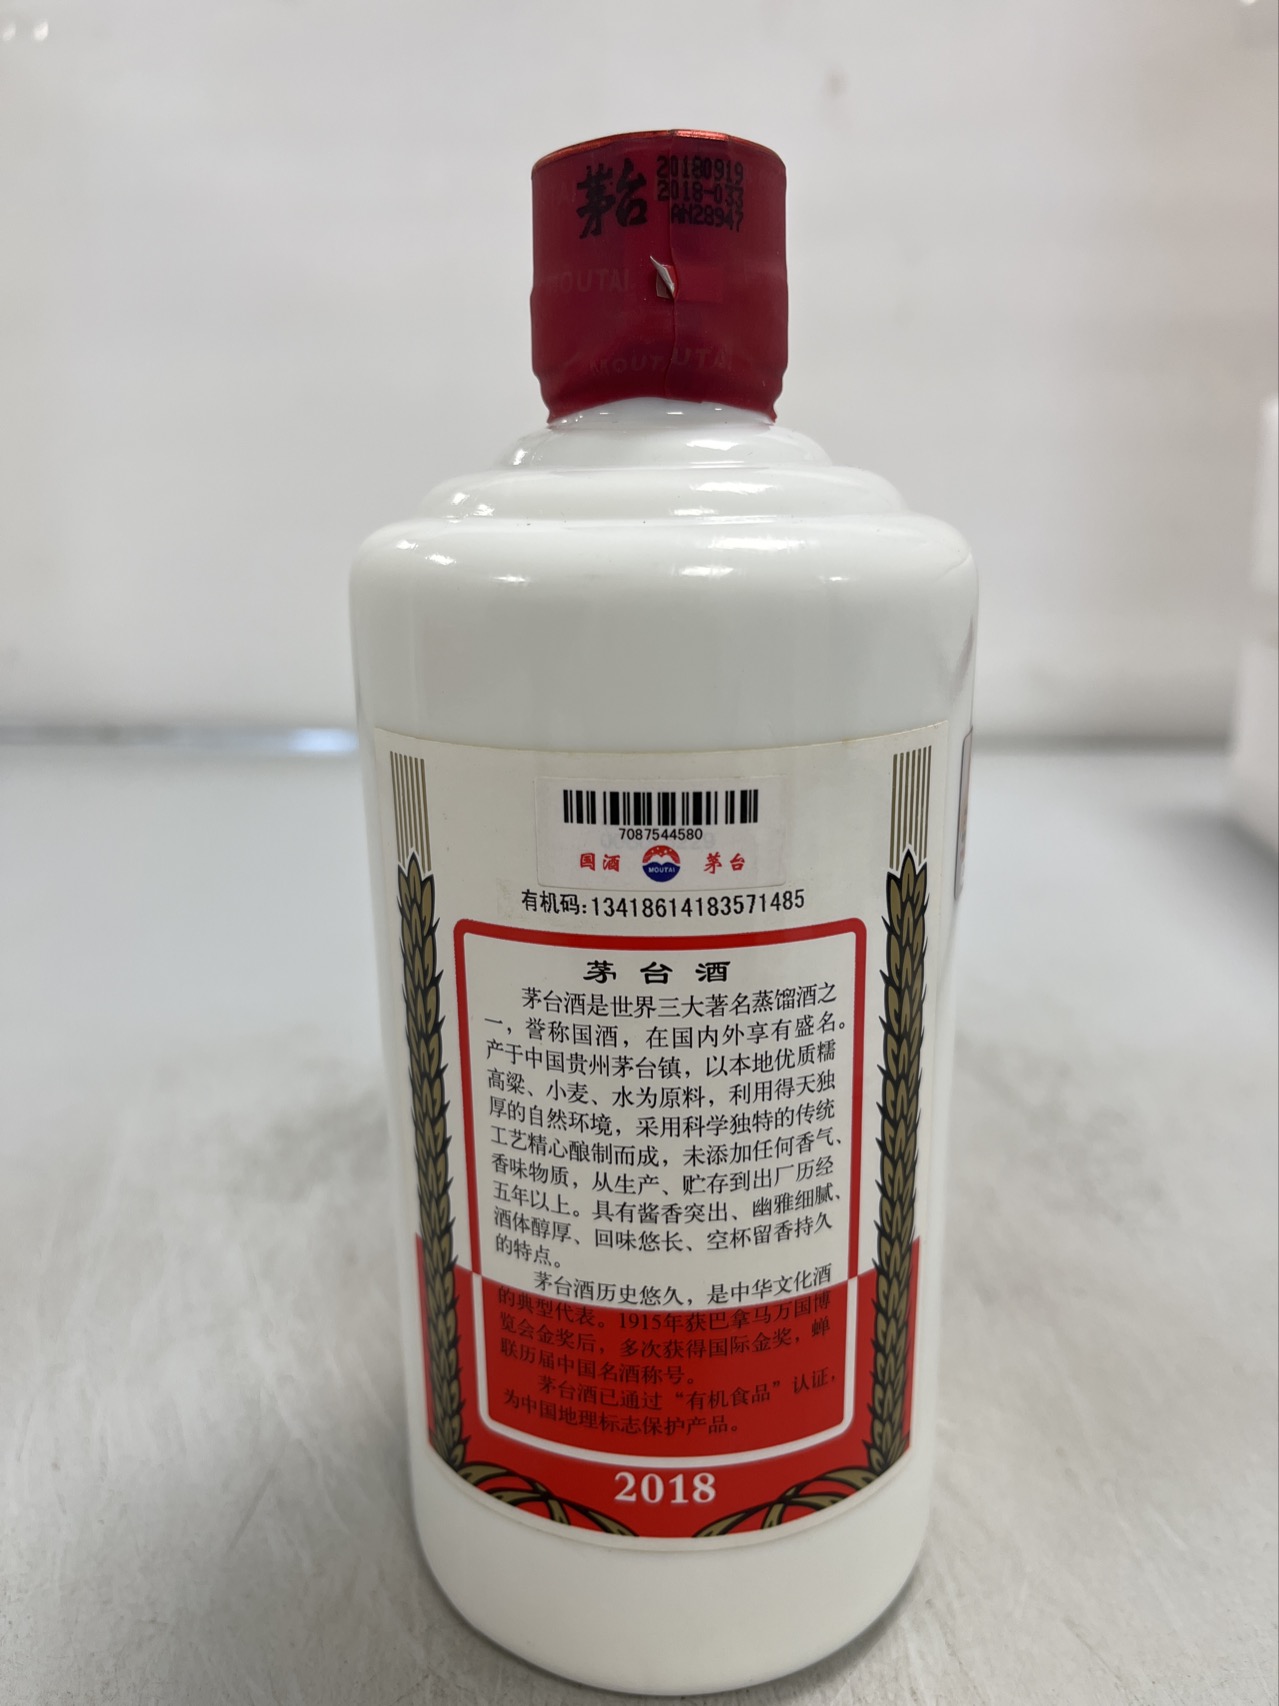 茅台
20180919
2018-033
AN28947
MOUTAI
7087544580
国酒 MOUTAI 茅台
有机码:13418614183571485
茅台酒
茅台酒是世界三大著名蒸馏酒之
一，誉称国酒，在国内外享有盛名。
产于中国贵州茅台镇，以本地优质糯
高粱、小麦、水为原料，利用得天独
厚的自然环境，采用科学独特的传统
工艺精心酿制而成，未添加任何香气、
香味物质，从生产、贮存到出厂历经
五年以上。具有酱香突出、幽雅细腻、
酒体醇厚、回味悠长、空杯留香持久
的特点。
茅台酒历史悠久，是中华文化酒
的典型代表。1915年获巴拿马万国博
览会金奖后，多次获得国际金奖，蝉
联历届中国名酒称号。
茅台酒已通过“有机食品”认证，
为中国地理标志保护产品。
2018